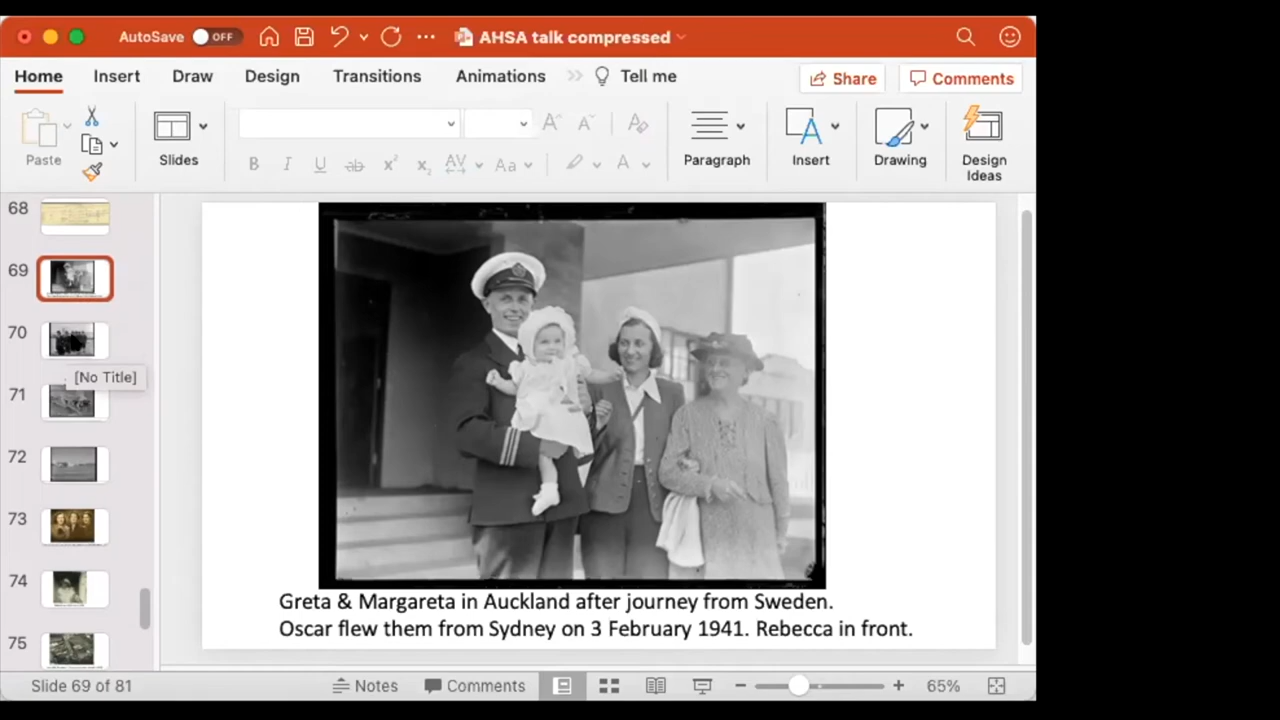 AutoSave OFF
AHSA talk compressed
Home Insert Draw Design Transitions Animations Tell me
Share Comments
Paste Slides Paragraph Insert Drawing Design Ideas
68
69
70
[No Title]
71
72
73
74
75
Greta & Margareta in Auckland after journey from Sweden.
Oscar flew them from Sydney on 3 February 1941. Rebecca in front.
Slide 69 of 81 Notes Comments 65%